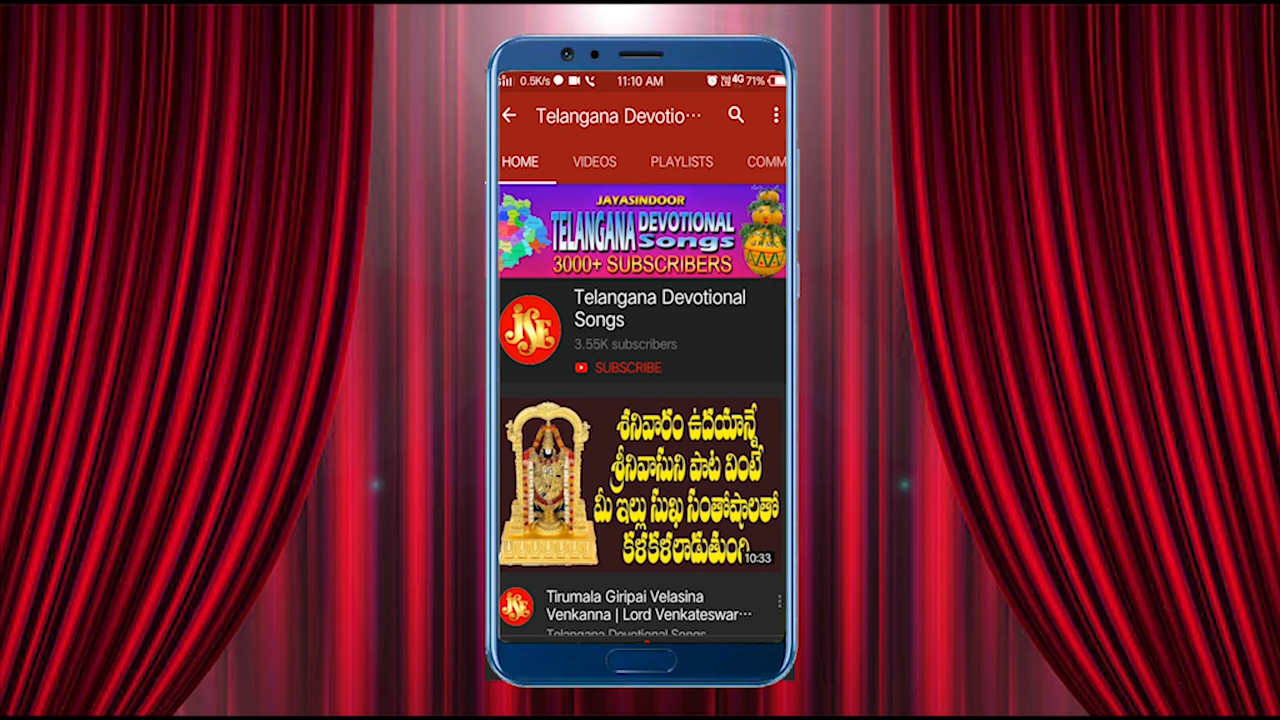 0.5K/s 11:10 AM 4G 71%
Telangana Devotio...
HOME VIDEOS PLAYLISTS COMM
JAYASINDOOR
TELANGANA DEVOTIONAL
Songs
3000+ SUBSCRIBERS
JSE
Telangana Devotional
Songs
3.55K subscribers
SUBSCRIBE
శనివారం ఉదయాన్నే
శ్రీనివాసుని పాట వింటే
మీ ఇల్లు సుఖ సంతోషాలతో
కళకళలాడుతుంది
10:33
JSE
Tirumala Giripai Velasina
Venkanna | Lord Venkateswar...
Telangana Devotional Songs